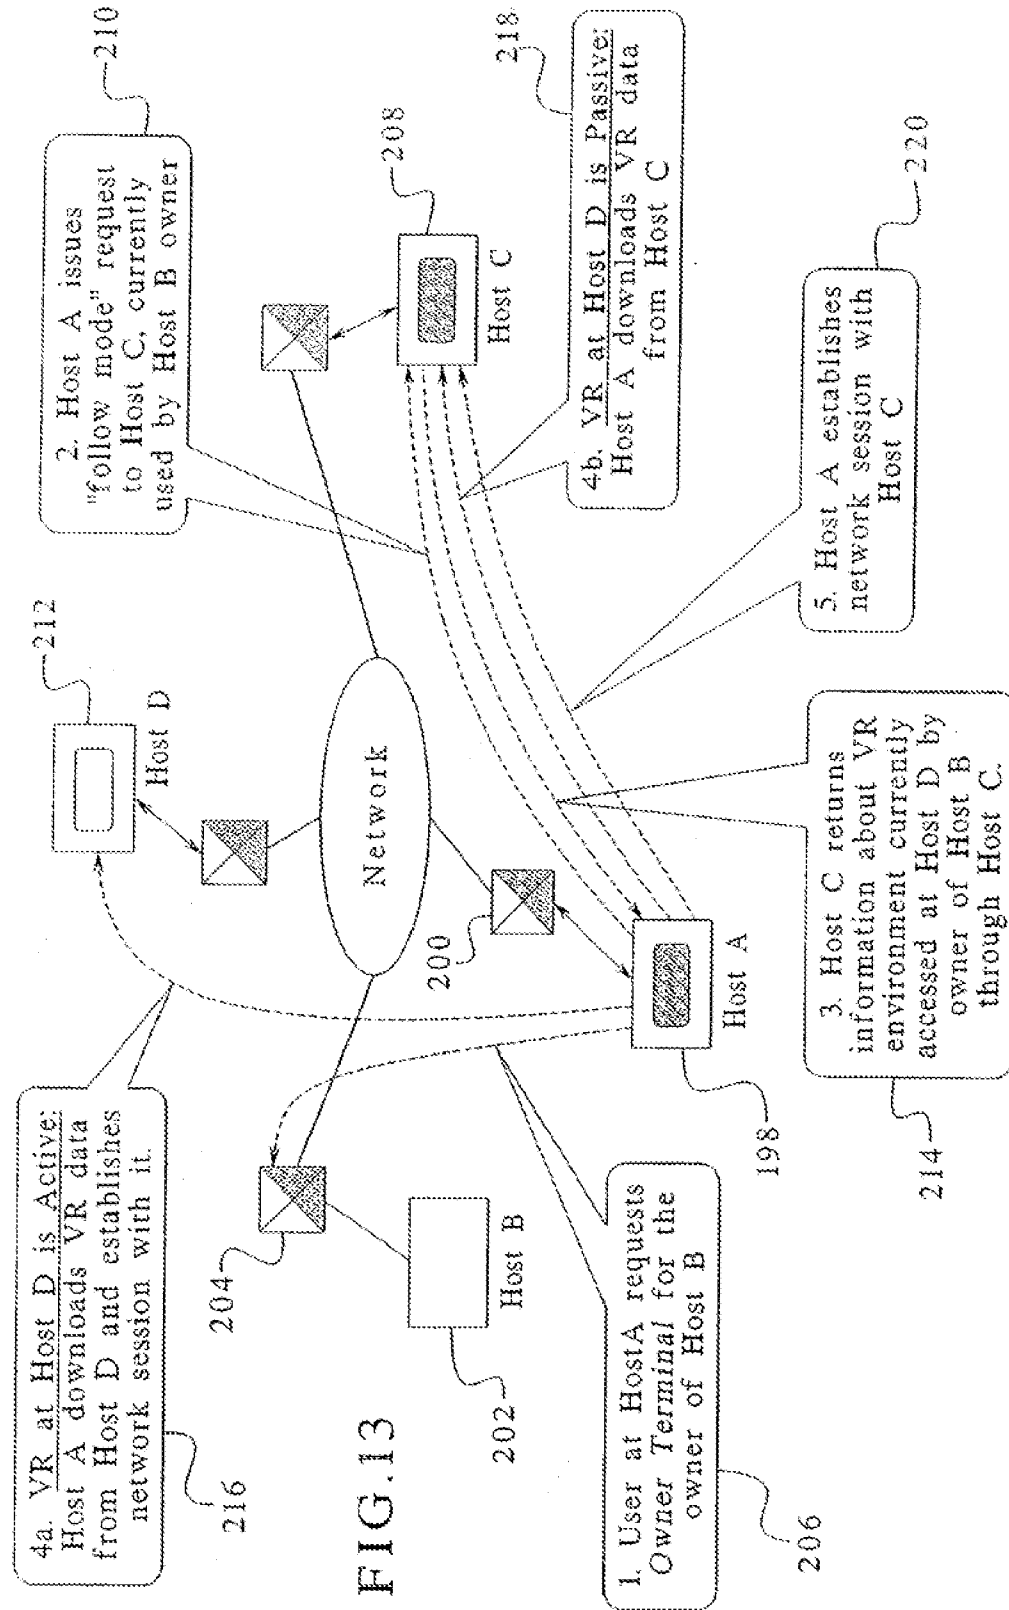 4a. VR at Host D is Active:
Host A downloads VR data
from Host D and establishes
network session with it.
216
212
Host D
2. Host A issues
"follow mode" request
to Host C, currently
used by Host B owner
210
204
Host B
202
Network
200
208
Host C
FIG.13
Host A
198
4b. VR at Host D is Passive:
Host A downloads VR data
from Host C
218
1. User at HostA requests
Owner Terminal for the
owner of Host B
206
3. Host C returns
information about VR
environment currently
accessed at Host D by
owner of Host B
through Host C.
214
5. Host A establishes
network session with
Host C
220